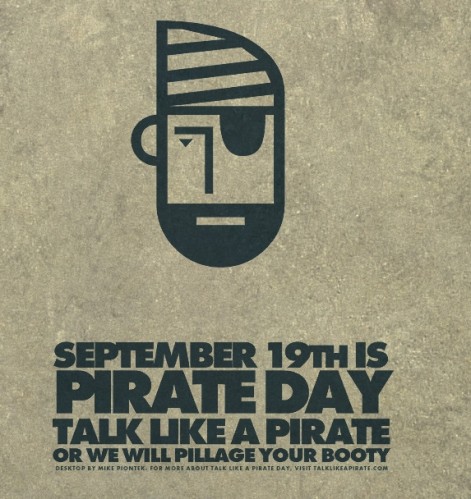 SEPTEMBER 19TH IS
PIRATE DAY
TALK LIKE A PIRATE
OR WE WILL PILLAGE YOUR BOOTY
DESKTOP BY MIKE PIONTEK. FOR MORE ABOUT TALK LIKE A PIRATE DAY, VISIT TALKLIKEAPIRATE.COM